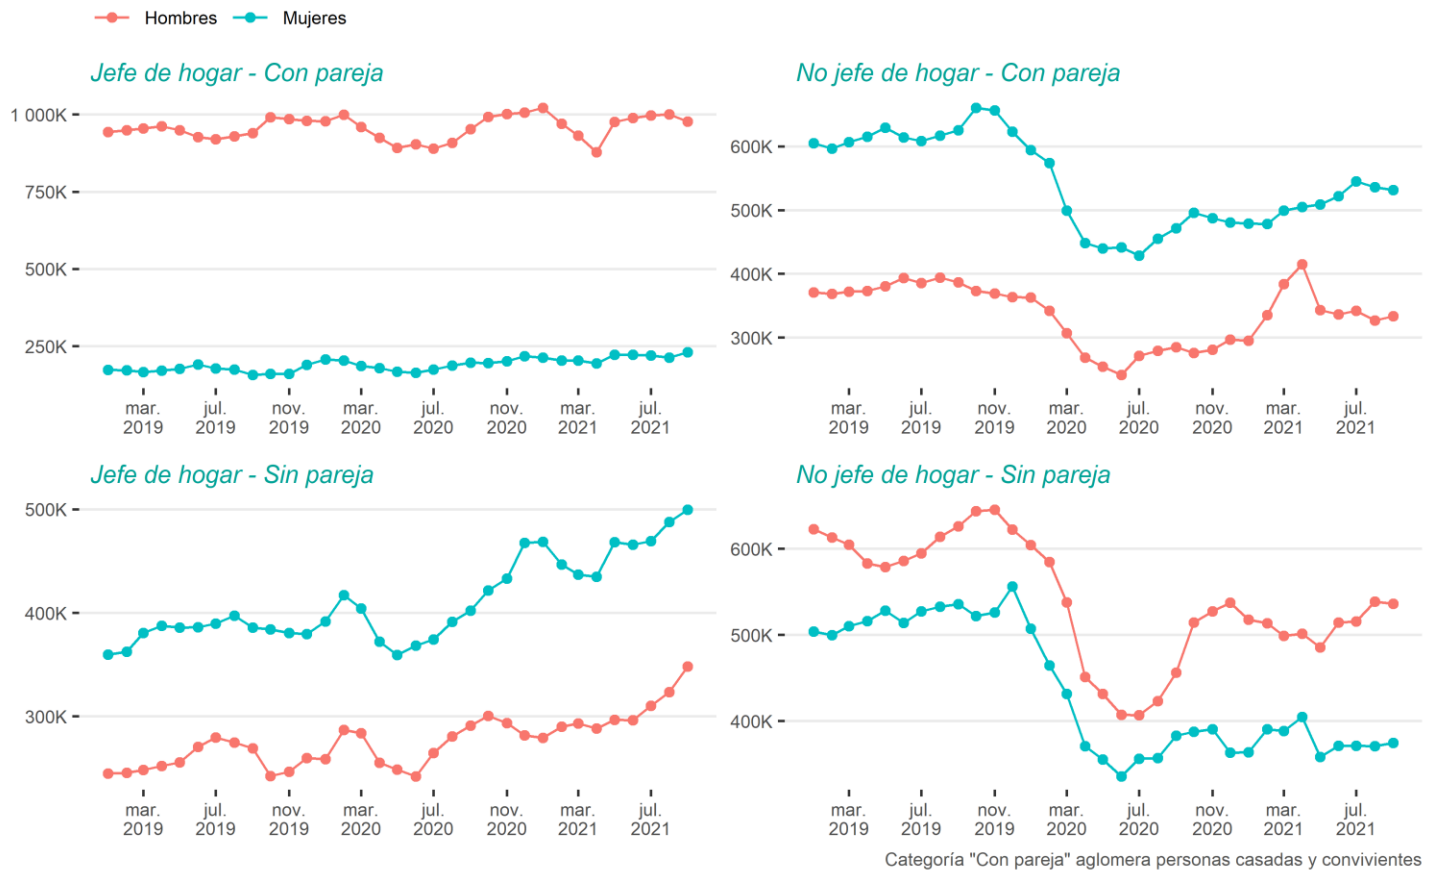 Hombres Mujeres
Jefe de hogar - Con pareja
1 000K
750K
500K
250K
mar. jul. nov. mar. jul. nov. mar. jul.
2019 2019 2019 2020 2020 2020 2021 2021
No jefe de hogar - Con pareja
600K
500K
400K
300K
mar. jul. nov. mar. jul. nov. mar. jul.
2019 2019 2019 2020 2020 2020 2021 2021
Jefe de hogar - Sin pareja
500K
400K
300K
mar. jul. nov. mar. jul. nov. mar. jul.
2019 2019 2019 2020 2020 2020 2021 2021
No jefe de hogar - Sin pareja
600K
500K
400K
mar. jul. nov. mar. jul. nov. mar. jul.
2019 2019 2019 2020 2020 2020 2021 2021
Categoría "Con pareja" aglomera personas casadas y convivientes